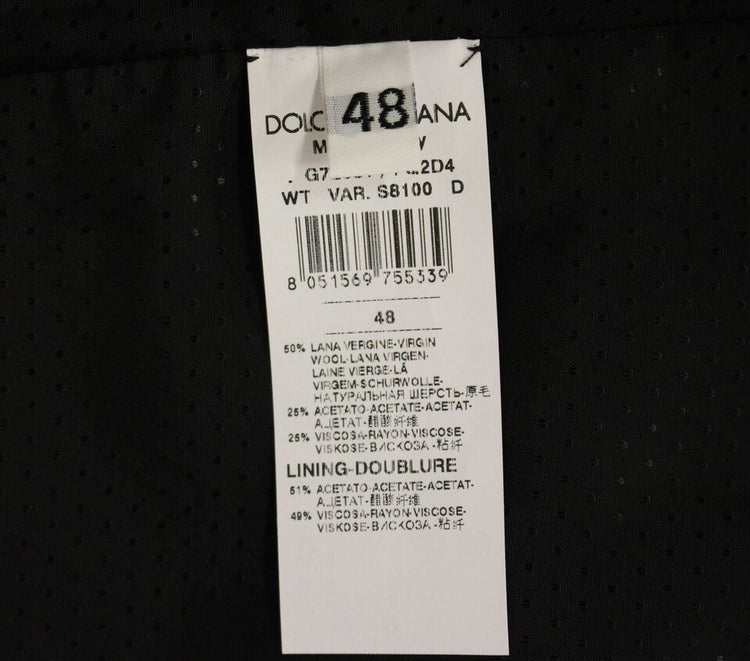 48
DOLC ANA
M W
G7 2D4
WT VAR. S8100 D
8 051569 755339
48
50% LANA VERGINE-VIRGIN
WOOL-LANA VIRGEN-
LAINE VIERGE-LÃ
VIRGEM-SCHURWOLLE-
НАТУРАЛЬНАЯ ШЕРСТЬ-原毛
25% ACETATO-ACETATE-ACETAT-
АЦЕТАТ-醋酸纤维
25% VISCOSA-RAYON-VISCOSE-
VISKOSE-ВИСКОЗА-粘纤
LINING-DOUBLURE
51% ACETATO-ACETATE-ACETAT-
АЦЕТАТ-醋酸纤维
49% VISCOSA-RAYON-VISCOSE-
VISKOSE-ВИСКОЗА-粘纤